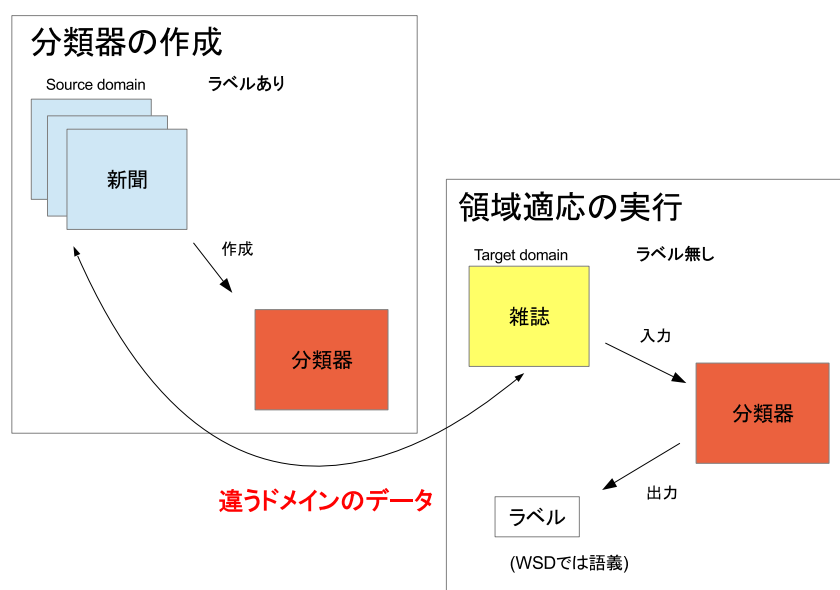 分類器の作成
Source domain
ラベルあり
新聞
作成
分類器
領域適応の実行
Target domain
ラベル無し
雑誌
入力
分類器
出力
ラベル
(WSDでは語義)
違うドメインのデータ